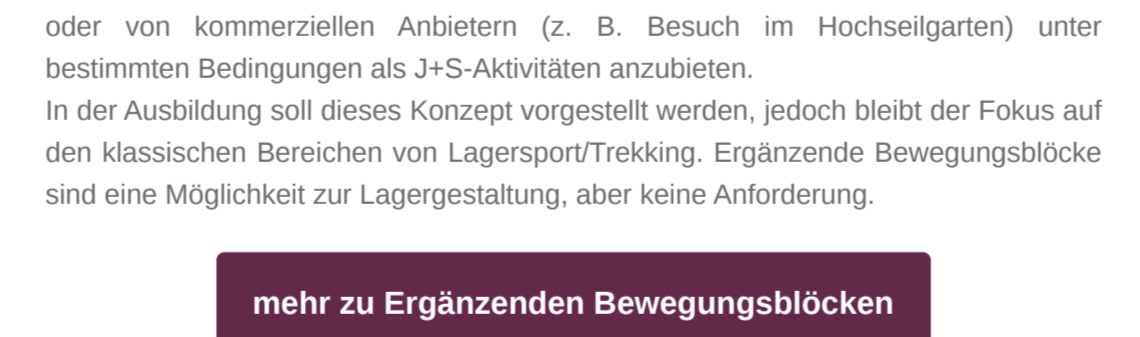 oder von kommerziellen Anbietern (z. B. Besuch im Hochseilgarten) unter
bestimmten Bedingungen als J+S-Aktivitäten anzubieten.
In der Ausbildung soll dieses Konzept vorgestellt werden, jedoch bleibt der Fokus auf
den klassischen Bereichen von Lagersport/Trekking. Ergänzende Bewegungsblöcke
sind eine Möglichkeit zur Lagergestaltung, aber keine Anforderung.
mehr zu Ergänzenden Bewegungsblöcken